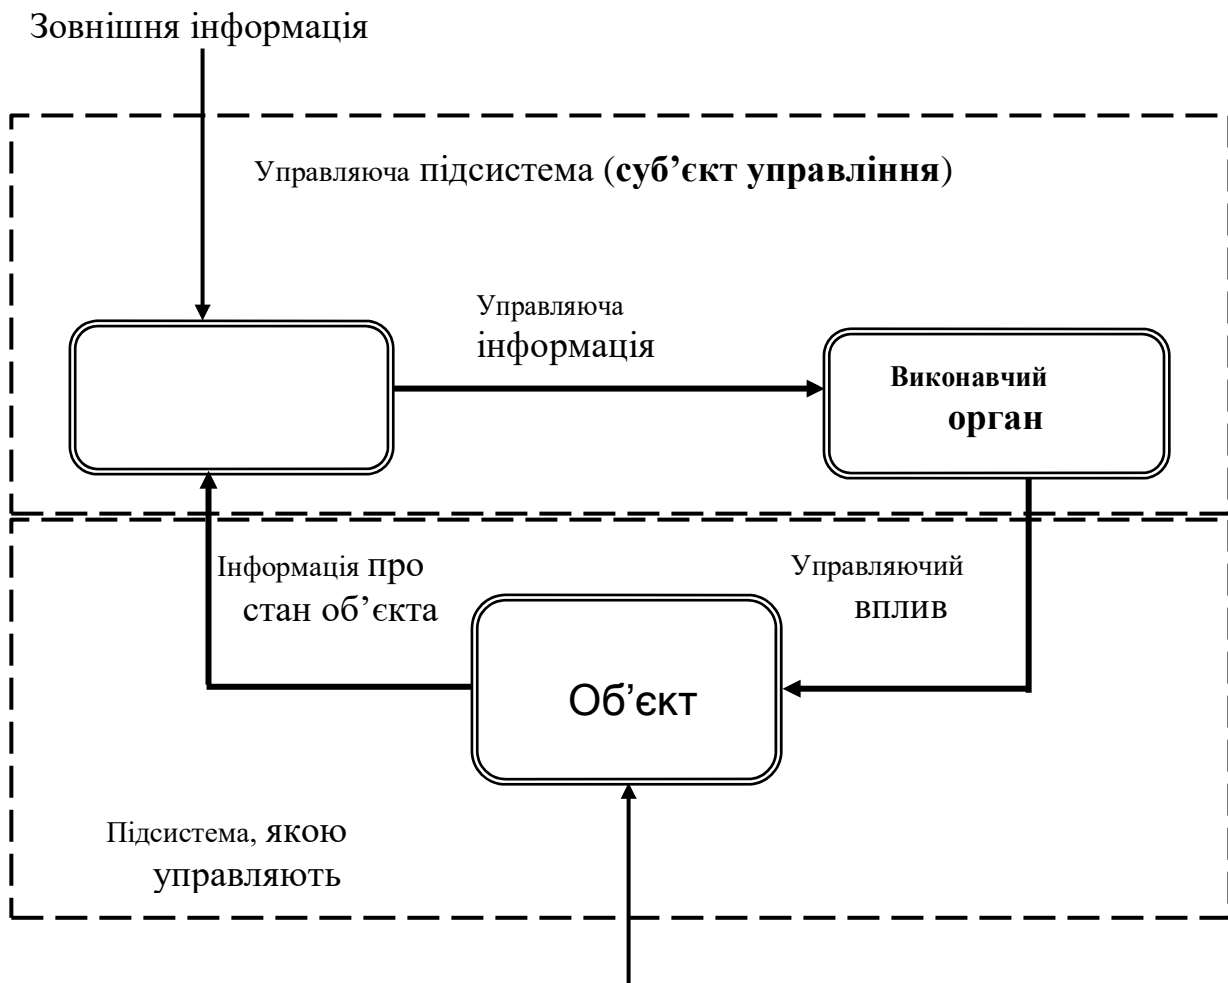 Зовнішня інформація
Управляюча підсистема (суб’єкт управління)
Управляюча
інформація
Виконавчий
орган
Інформація про
стан об’єкта
Управляючий
вплив
Об’єкт
Підсистема, якою
управляють